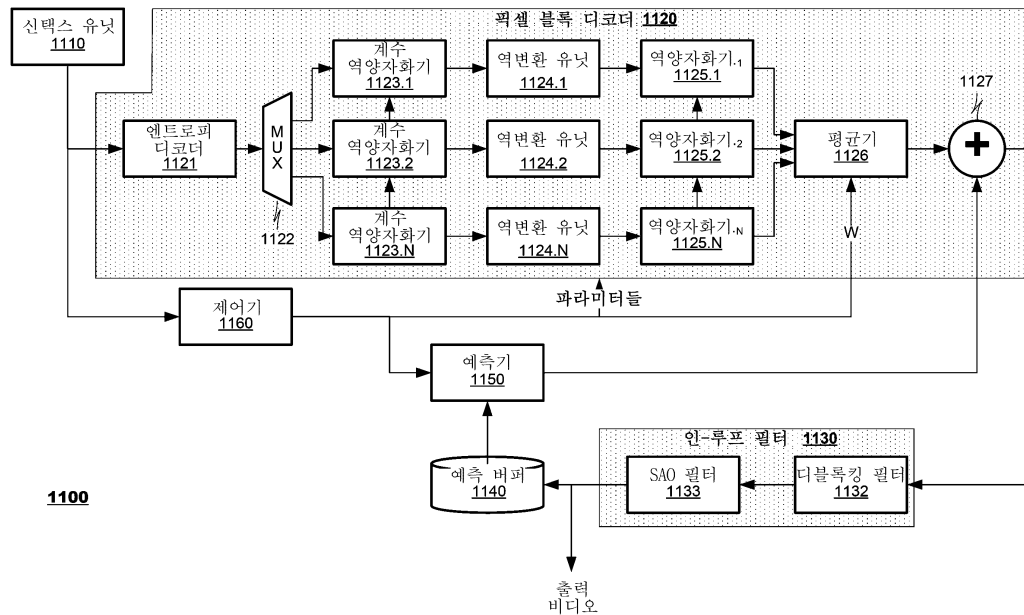 신택스 유닛
1110
픽셀 블록 디코더 1120
계수
역양자화기
1123.1
역변환 유닛
1124.1
역양자화기.1
1125.1
1127
엔트로피
디코더
1121
MUX
계수
역양자화기
1123.2
역변환 유닛
1124.2
역양자화기.2
1125.2
평균기
1126
+
1122
계수
역양자화기
1123.N
역변환 유닛
1124.N
역양자화기.N
1125.N
W
파라미터들
제어기
1160
예측기
1150
인-루프 필터 1130
예측 버퍼
1140
SAO 필터
1133
디블록킹 필터
1132
1100
출력
비디오